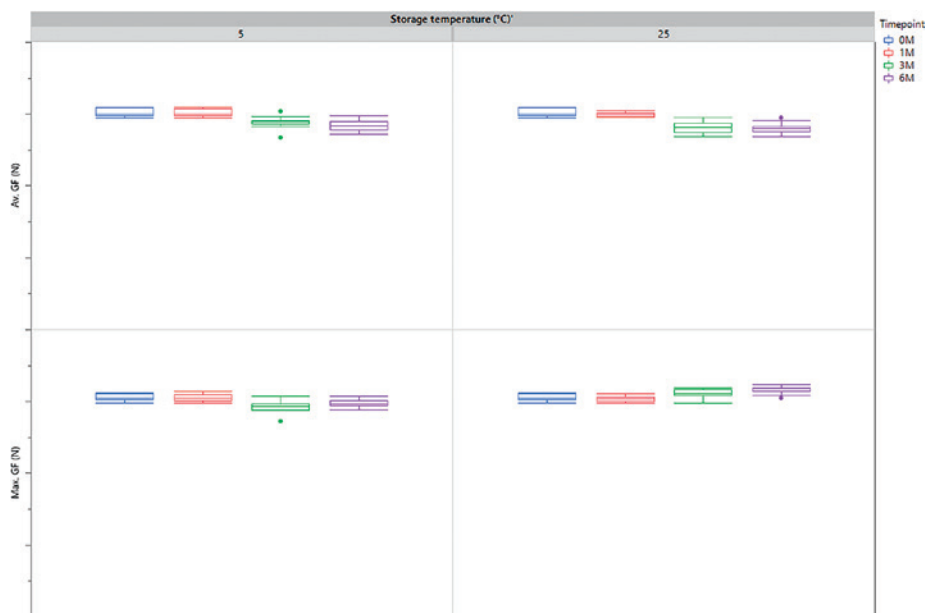 Storage temperature (°C)'
5
25
Timepoint
0M
1M
3M
6M
Av. GF (N)
Max. GF (N)